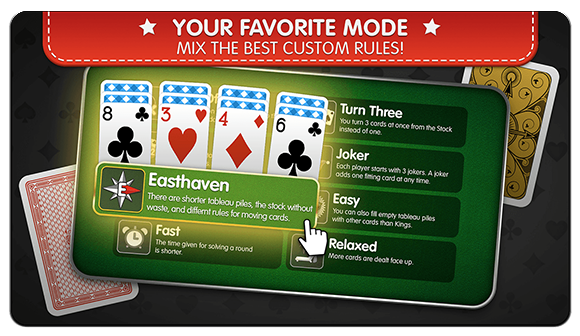 YOUR FAVORITE MODE
MIX THE BEST CUSTOM RULES!
8
3
4
6
Turn Three
You turn 3 cards at once from the Stock
instead of one.
Joker
Each player starts with 3 jokers. A joker
adds one fitting card at any time.
E
Easthaven
There are shorter tableau piles, the stock without
waste, and differnt rules for moving cards.
Easy
You can also fill empty tableau piles
with other cards than Kings.
Fast
The time given for solving a round
is shorter.
Relaxed
More cards are dealt face up.